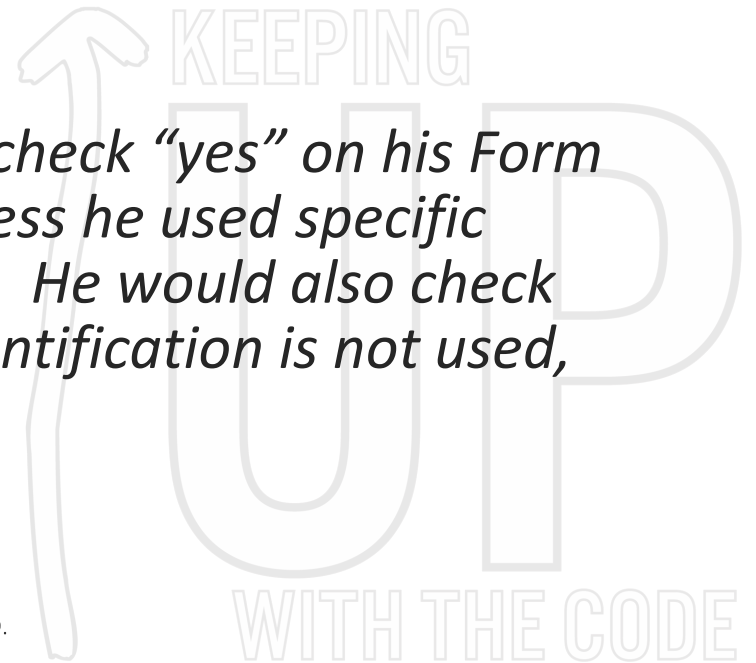 KEEPING
check “yes” on his Form
ess he used specific
He would also check
ntification is not used,
UP
WITH THE CODE